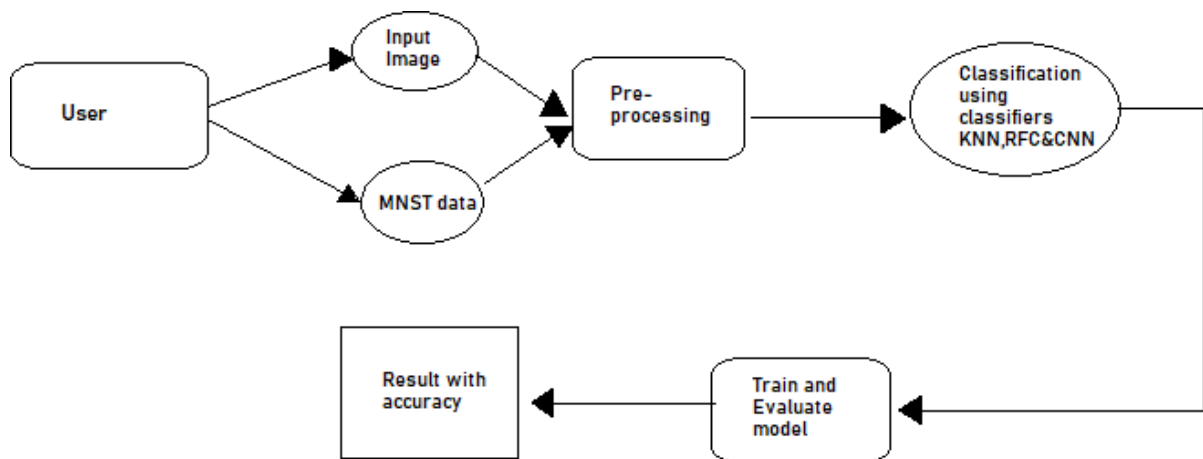 User
Input
Image
MNST data
Pre-
processing
Classification
using
classifiers
KNN,RFC&CNN
Train and
Evaluate
model
Result with
accuracy